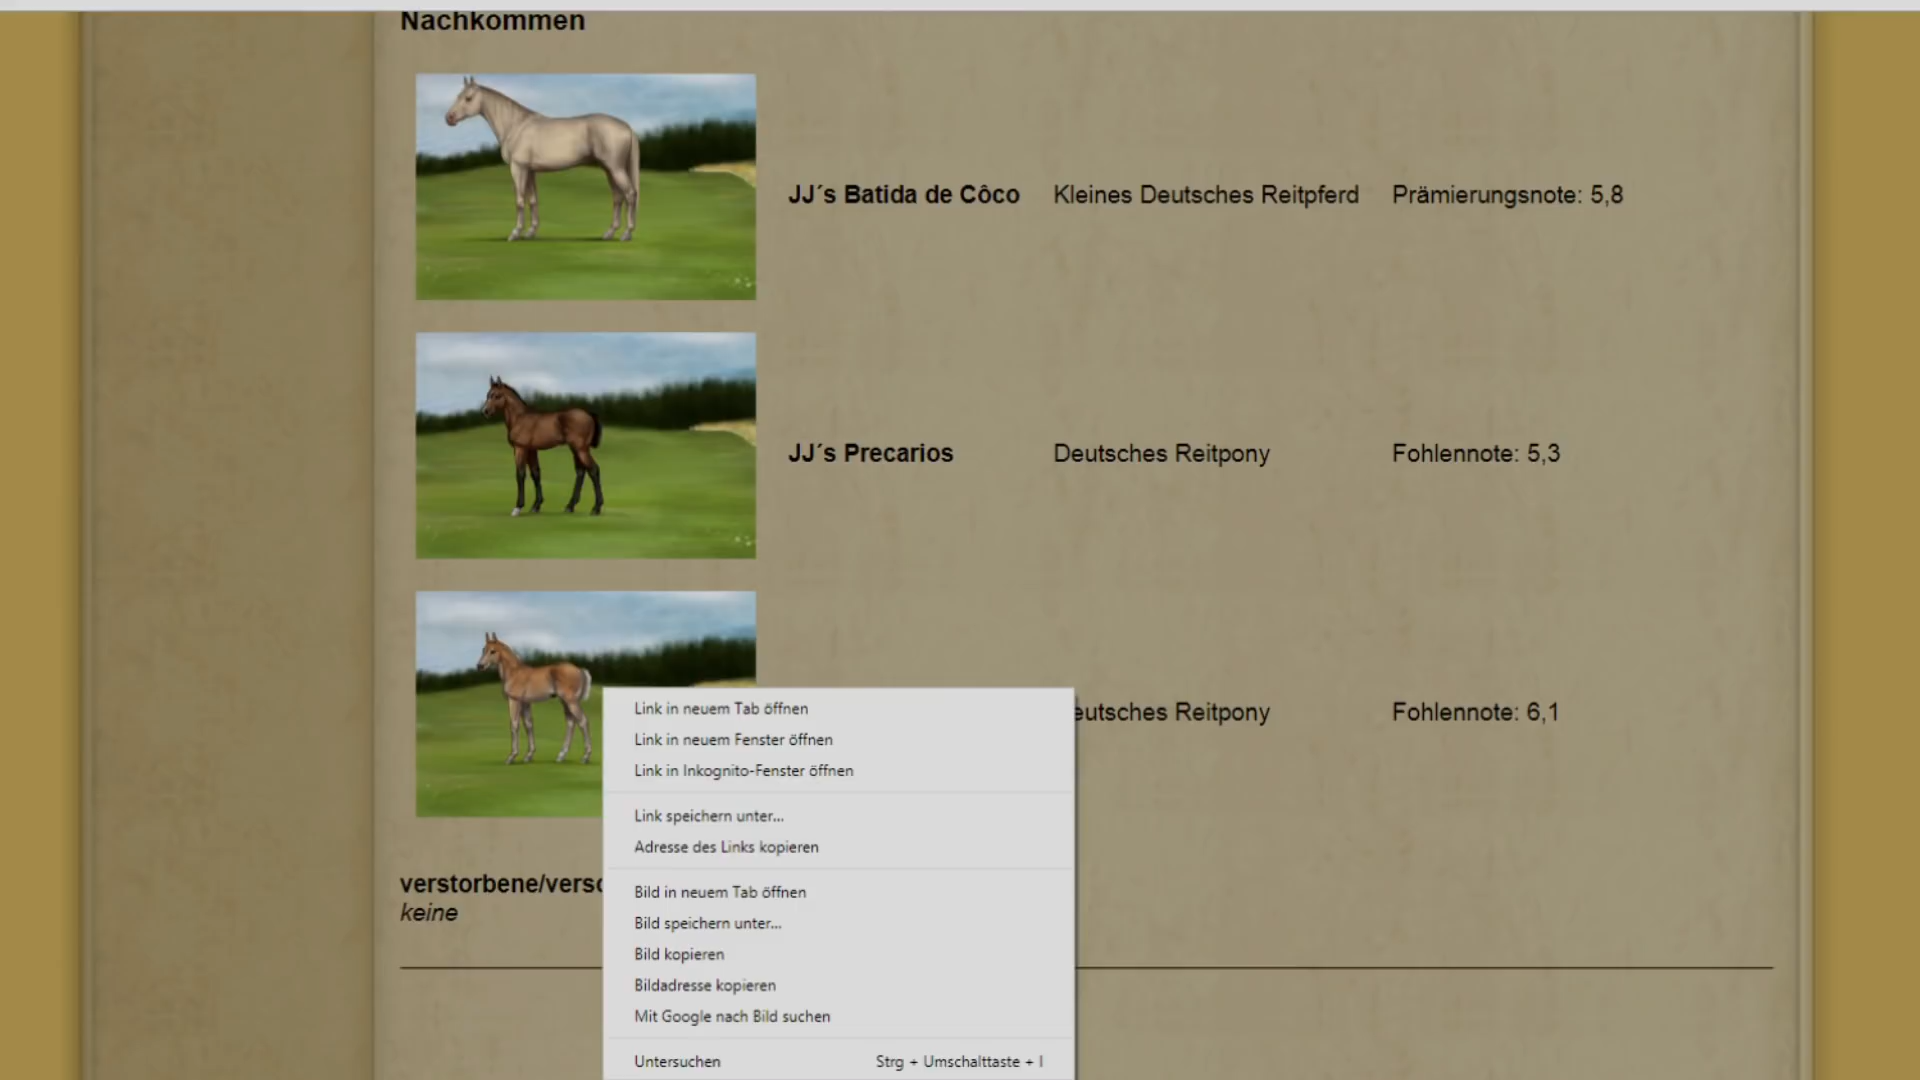 Nachkommen
JJ´s Batida de Côco Kleines Deutsches Reitpferd Prämierungsnote: 5,8
JJ´s Precarios Deutsches Reitpony Fohlennote: 5,3
eutsches Reitpony Fohlennote: 6,1
Link in neuem Tab öffnen
Link in neuem Fenster öffnen
Link in Inkognito-Fenster öffnen
Link speichern unter...
Adresse des Links kopieren
verstorbene/versc
keine
Bild in neuem Tab öffnen
Bild speichern unter...
Bild kopieren
Bildadresse kopieren
Mit Google nach Bild suchen
Untersuchen Strg + Umschalttaste + I